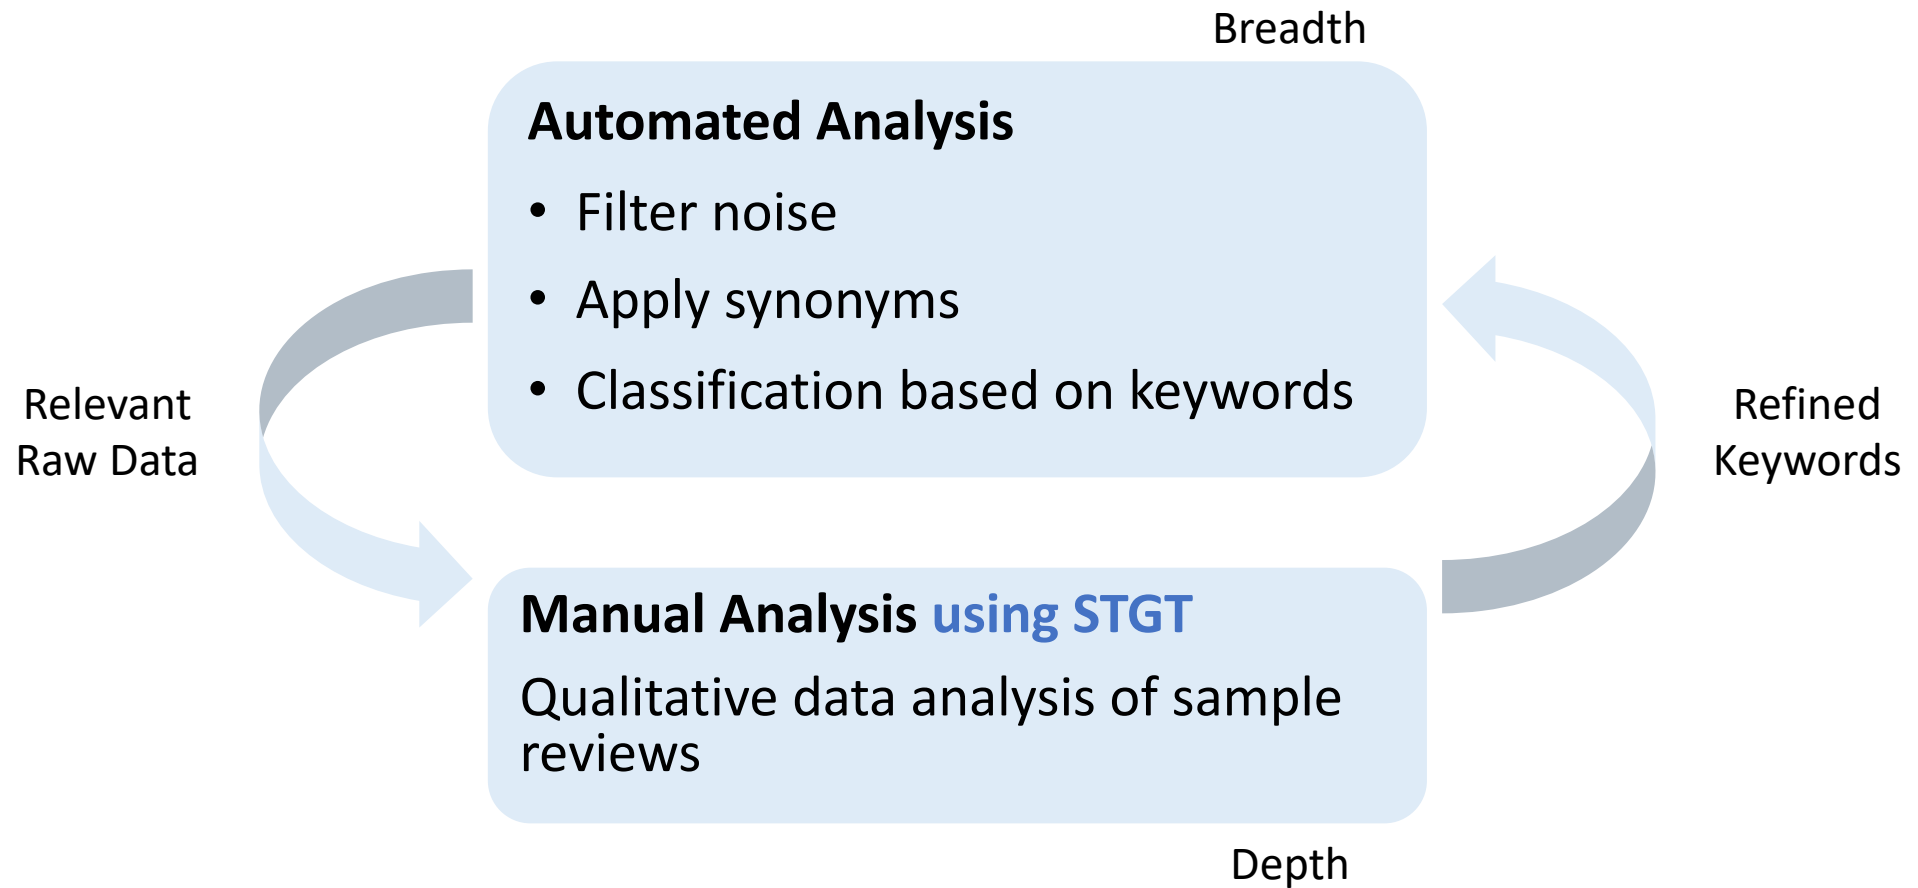 Breadth
Automated Analysis
• Filter noise
• Apply synonyms
• Classification based on keywords
Relevant
Raw Data
Refined
Keywords
Manual Analysis using STGT
Qualitative data analysis of sample
reviews
Depth